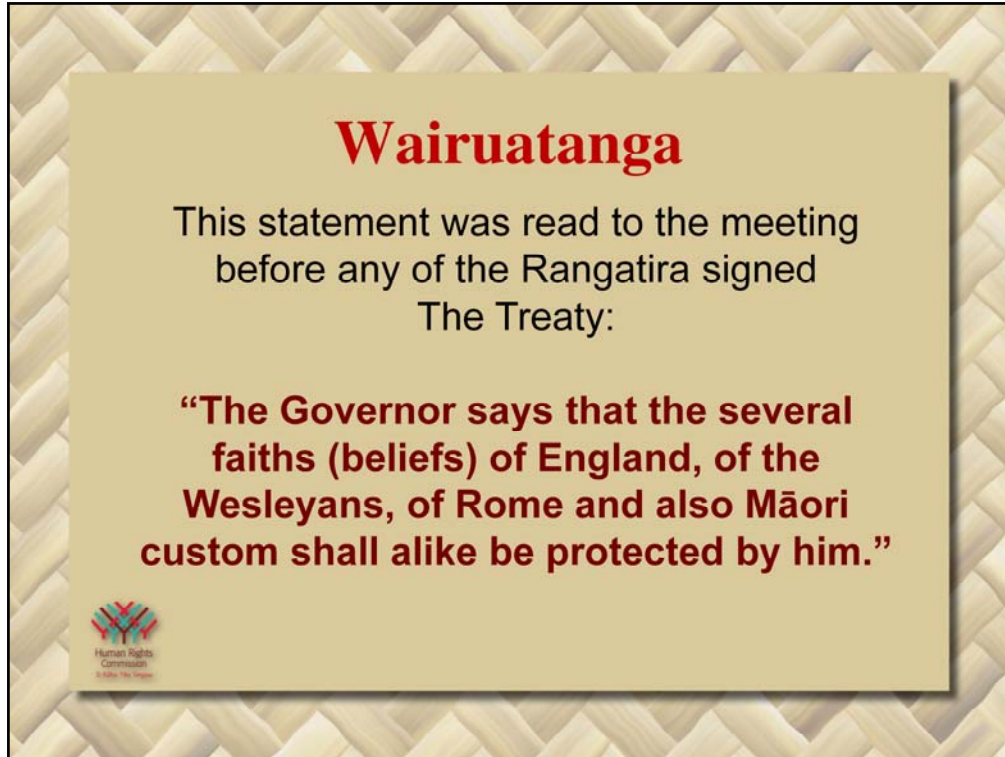 Wairuatanga
This statement was read to the meeting
before any of the Rangatira signed
The Treaty:
“The Governor says that the several
faiths (beliefs) of England, of the
Wesleyans, of Rome and also Māori
custom shall alike be protected by him.”
Human Rights
Commission